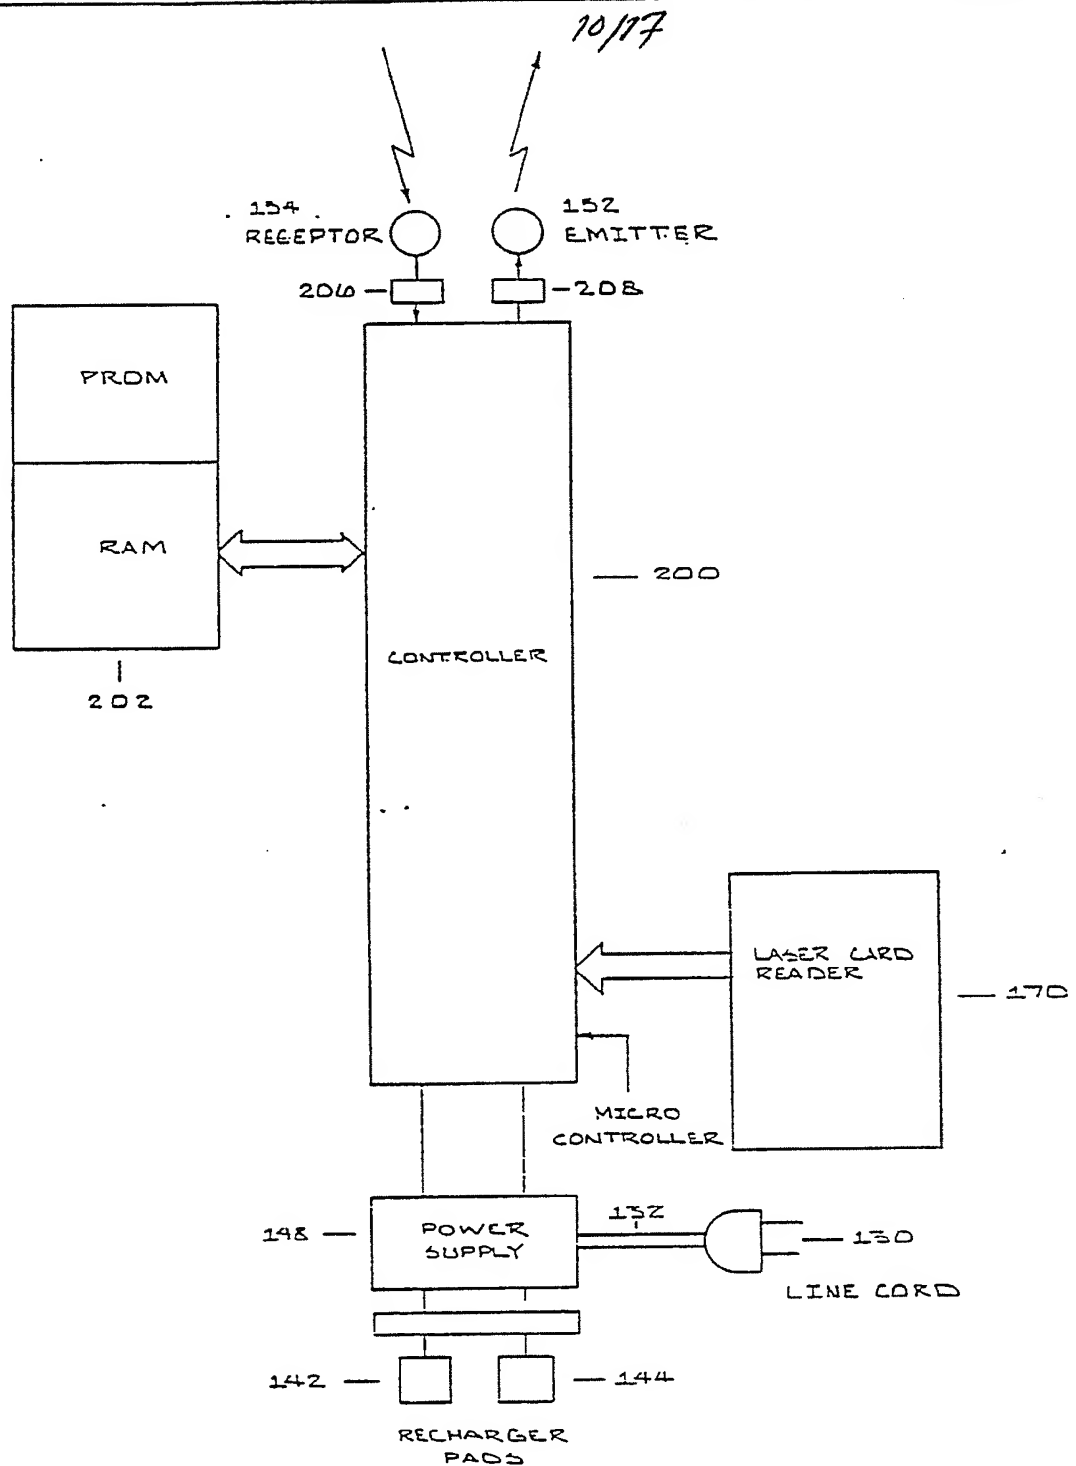 10/17
154
RECEPTOR
152
EMITTER
206
208
PROM
RAM
200
CONTROLLER
202
LASER CARD
READER
170
MICRO
CONTROLLER
148
POWER
SUPPLY
132
130
LINE CORD
142
144
RECHARGER
PADS